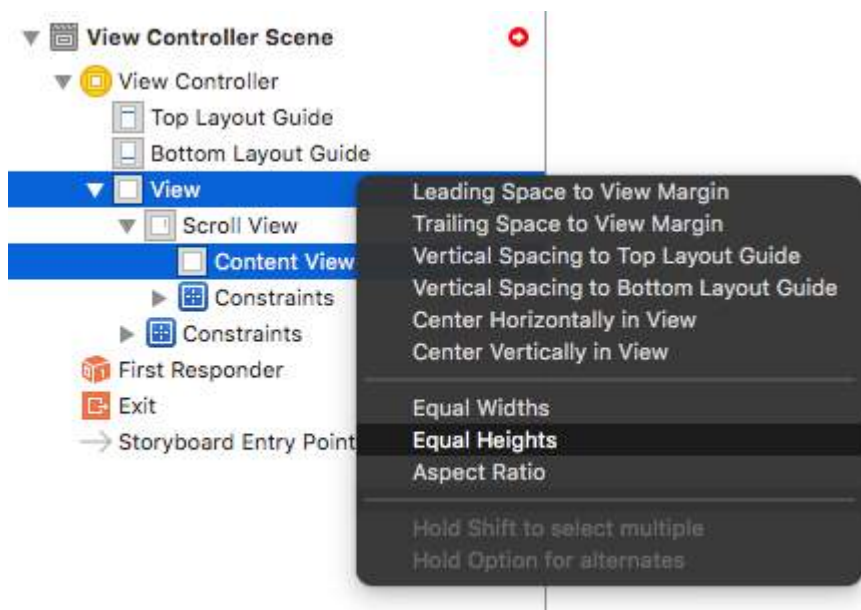 View Controller Scene
View Controller
Top Layout Guide
Bottom Layout Guide
View
Scroll View
Content View
Constraints
Constraints
First Responder
Exit
Storyboard Entry Point
Leading Space to View Margin
Trailing Space to View Margin
Vertical Spacing to Top Layout Guide
Vertical Spacing to Bottom Layout Guide
Center Horizontally in View
Center Vertically in View
Equal Widths
Equal Heights
Aspect Ratio
Hold Shift to select multiple
Hold Option for alternates